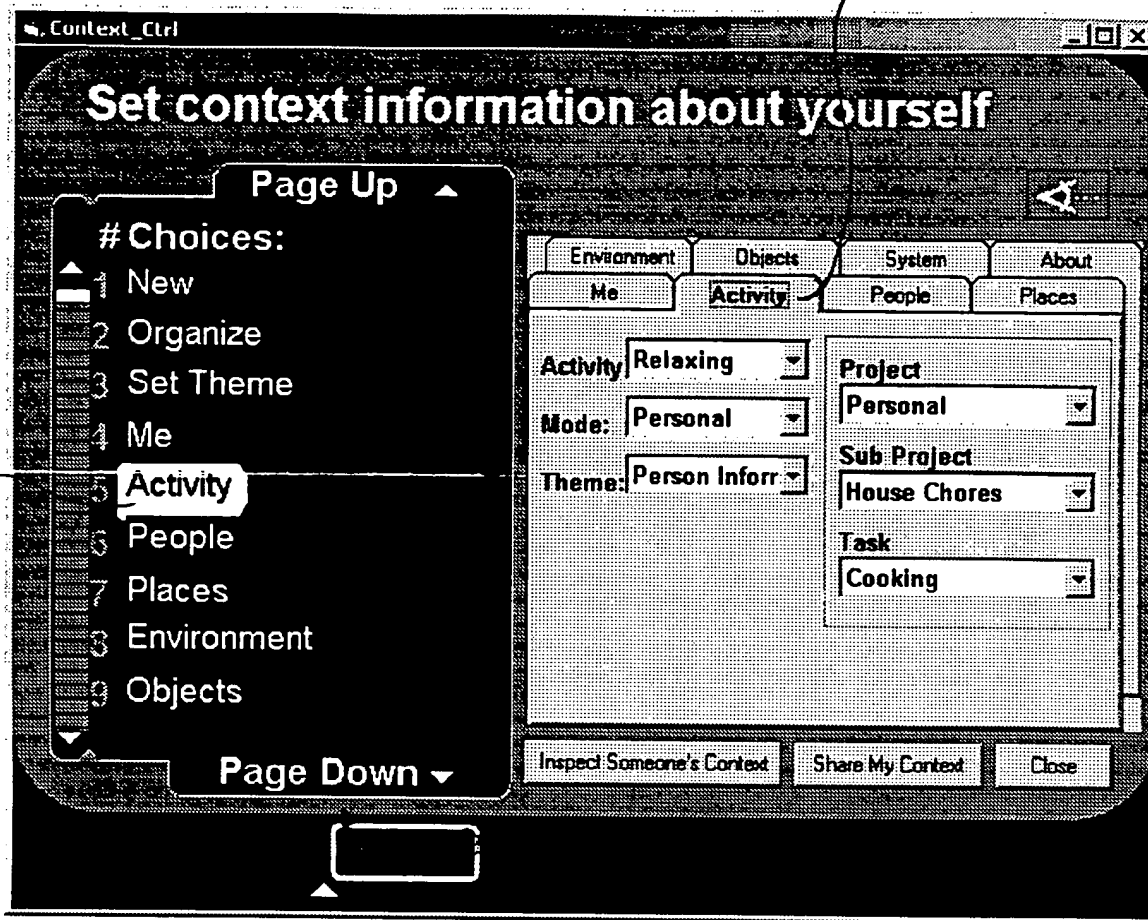 Context_Ctrl
Set context information about yourself
Page Up
# Choices:
1 New
2 Organize
3 Set Theme
4 Me
5 Activity
6 People
7 Places
8 Environment
9 Objects
Page Down
Environment Objects System About
Me Activity People Places
Activity Relaxing
Mode: Personal
Theme: Person Inforr
Project
Personal
Sub Project
House Chores
Task
Cooking
Inspect Someone's Context Share My Context Close